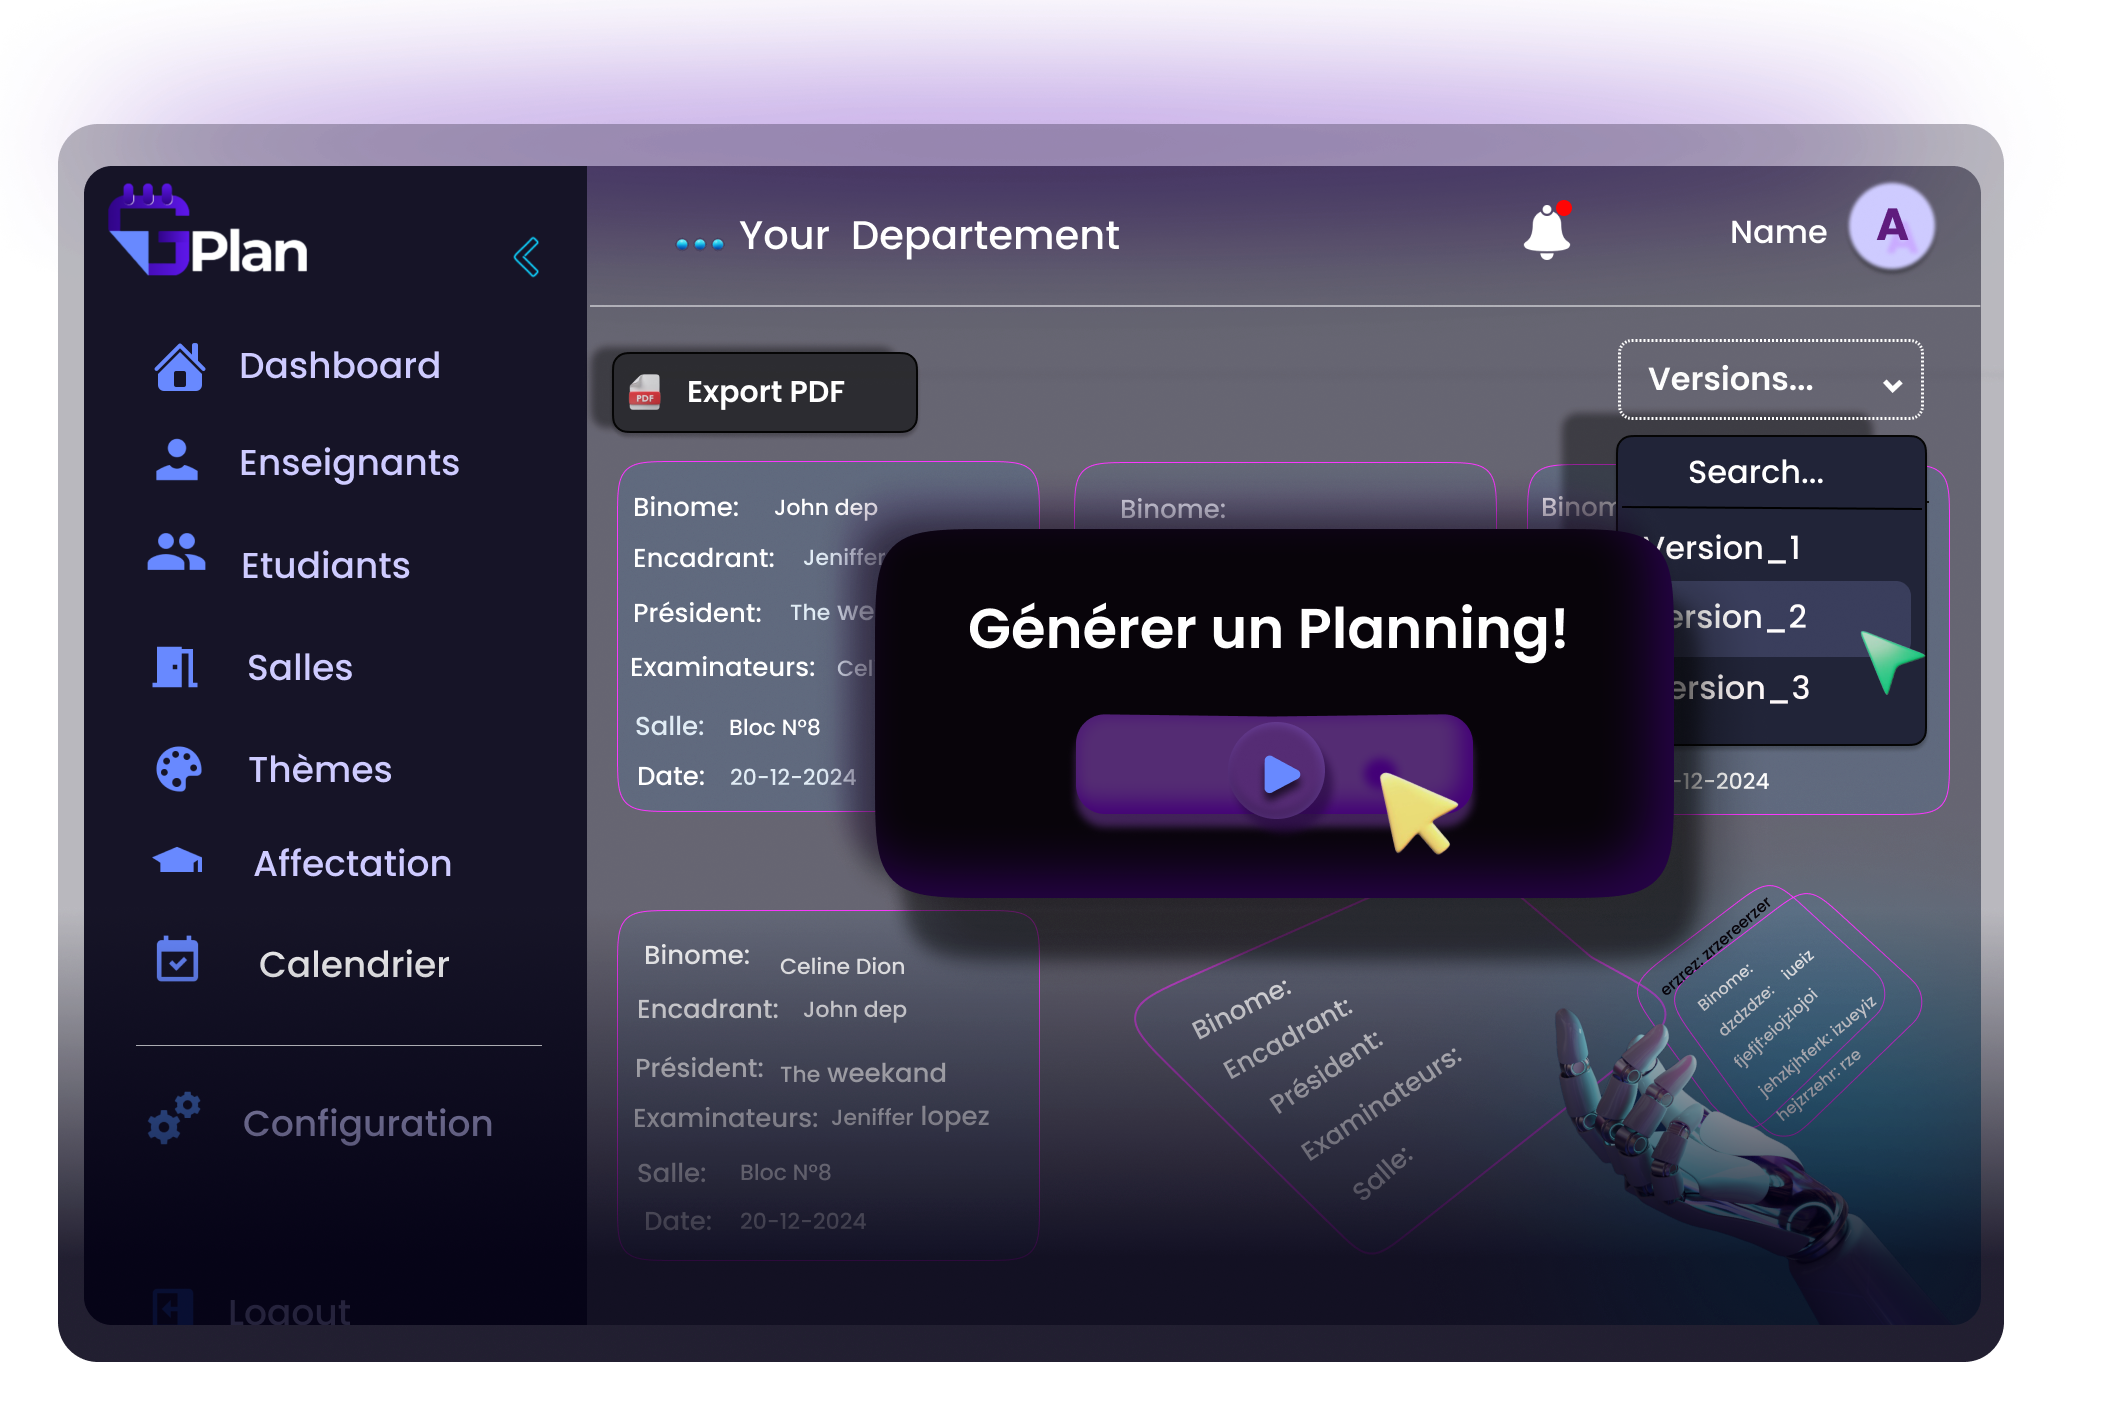 GPlan
Your Departement
Name
A
Dashboard
Enseignants
Etudiants
Salles
Thèmes
Affectation
Calendrier
Configuration
Logout
PDF
Export PDF
Versions...
Search...
Version_1
ersion_2
ersion_3
Binome: John dep
Encadrant: Jeniffer
Président: The we
Examinateurs: Cel
Salle: Bloc N°8
Date: 20-12-2024
Binome:
Binom
-12-2024
Générer un Planning!
Binome: Celine Dion
Encadrant: John dep
Président: The weekand
Examinateurs: Jeniffer lopez
Salle: Bloc N°8
Date: 20-12-2024
Binome:
Encadrant:
Président:
Examinateurs:
Salle:
erzrez: zrzereerzer
Binome: iueiz
dzdzdze:
fjefjf:eiojziojoi
jehzkjhferk: izueyiz
hejzrzehr: rze